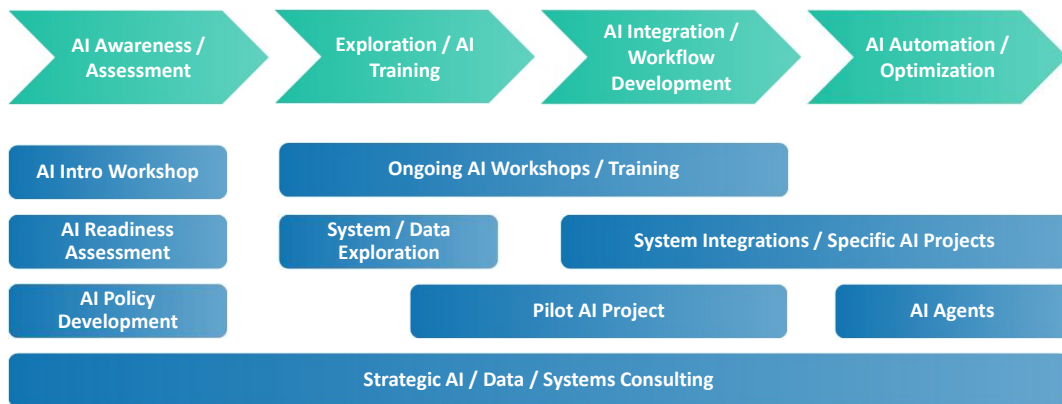 AI Awareness /
Assessment
Exploration / AI
Training
AI Integration /
Workflow
Development
AI Automation /
Optimization
AI Intro Workshop
Ongoing AI Workshops / Training
AI Readiness
Assessment
System / Data
Exploration
System Integrations / Specific AI Projects
AI Policy
Development
Pilot AI Project
AI Agents
Strategic AI / Data / Systems Consulting